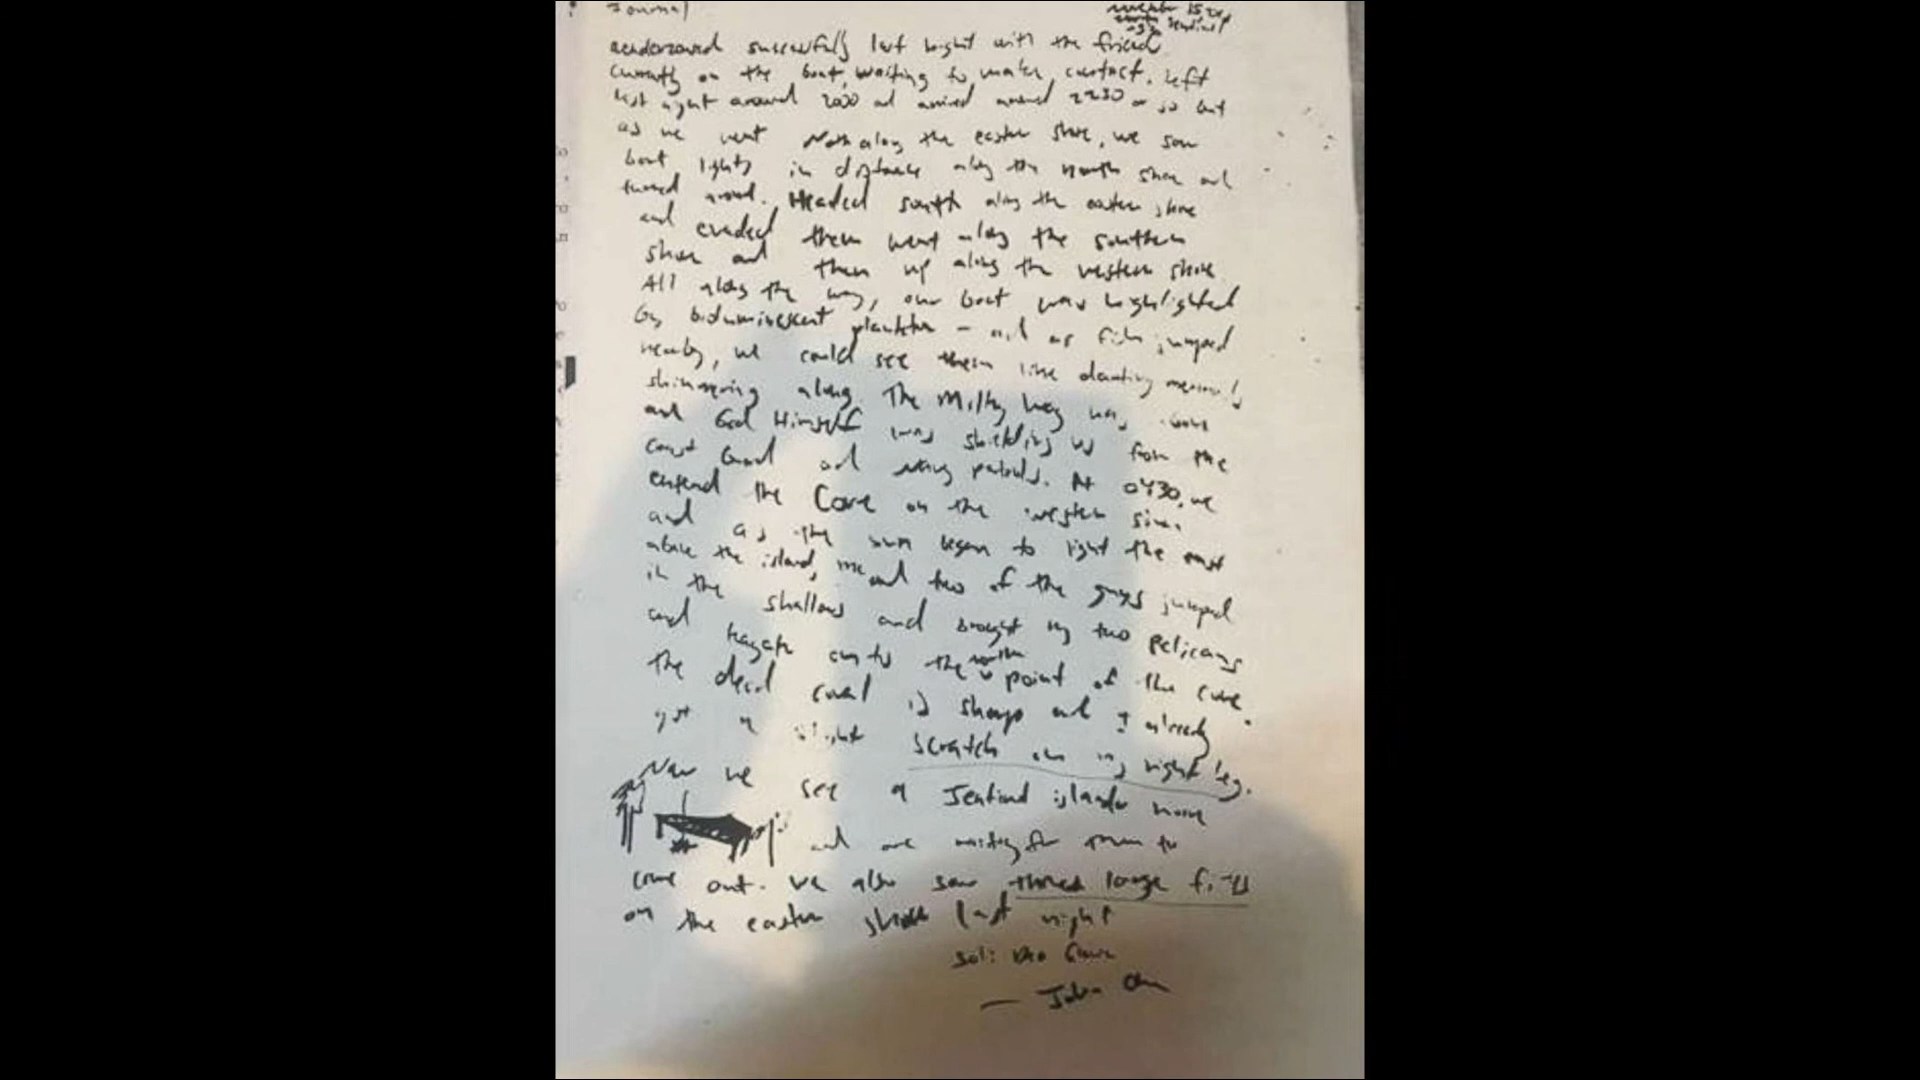 Journal
rendezvoused successfully last night with the friends
currently on the boat, waiting to make contact. Left
last night around 2000 and arrived around 2230 or so but
as we went North along the eastern shore, we saw
boat lights in distance along the north shore and
turned around. Headed south along the eastern shore
and evaded them went along the southern
shore and then up along the western shore.
All along the way, our boat was highlighted
by bioluminescent plankton - and as fish jumped
nearby, we could see them like darting mermaids
shimmering along. The Milky Way was above
and God Himself was shielding us from the
Coast Guard and Navy patrols. At 0430, we
entered the Cove on the western side
and as the sun began to light the east
above the island, me and two of the guys jumped
in the shallows and brought my two pelicans
and kayak onto the north point of the cove.
The dead coral is sharp and I already
got a slight scratch on my right leg.
Now we see a Sentinel islander
and are waiting for them to
come out. We also saw three large fires
on the eastern shore last night
Soli Deo Gloria
— John Chau